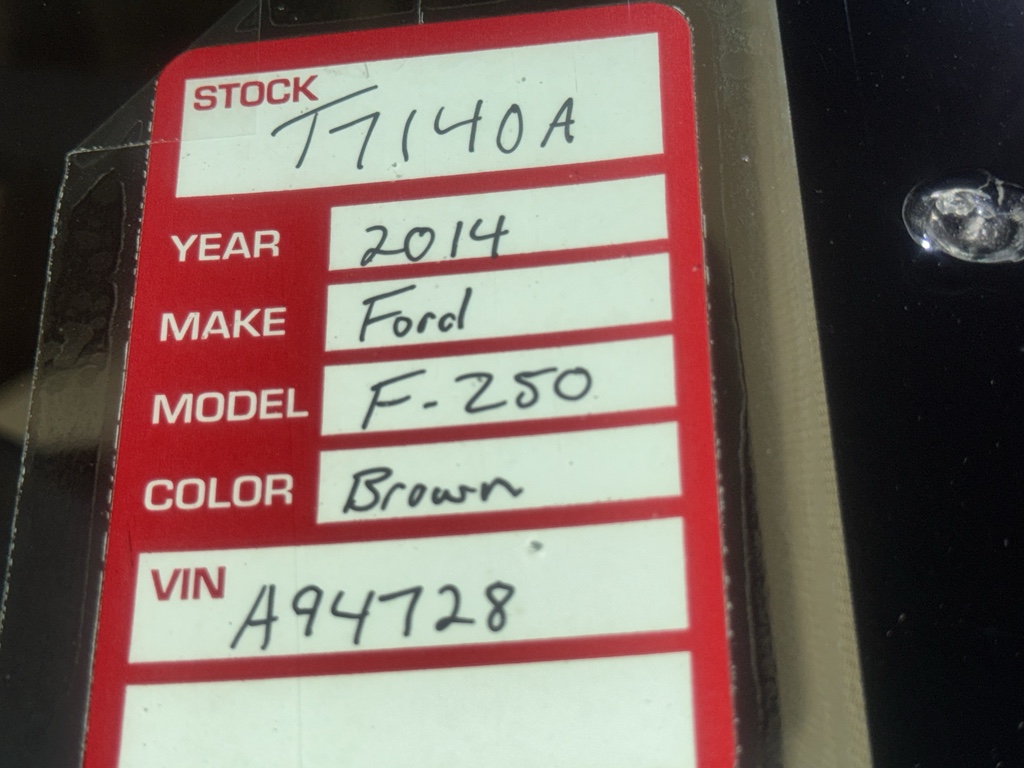 STOCK T7140A
YEAR 2014
MAKE Ford
MODEL F-250
COLOR Brown
VIN A94728